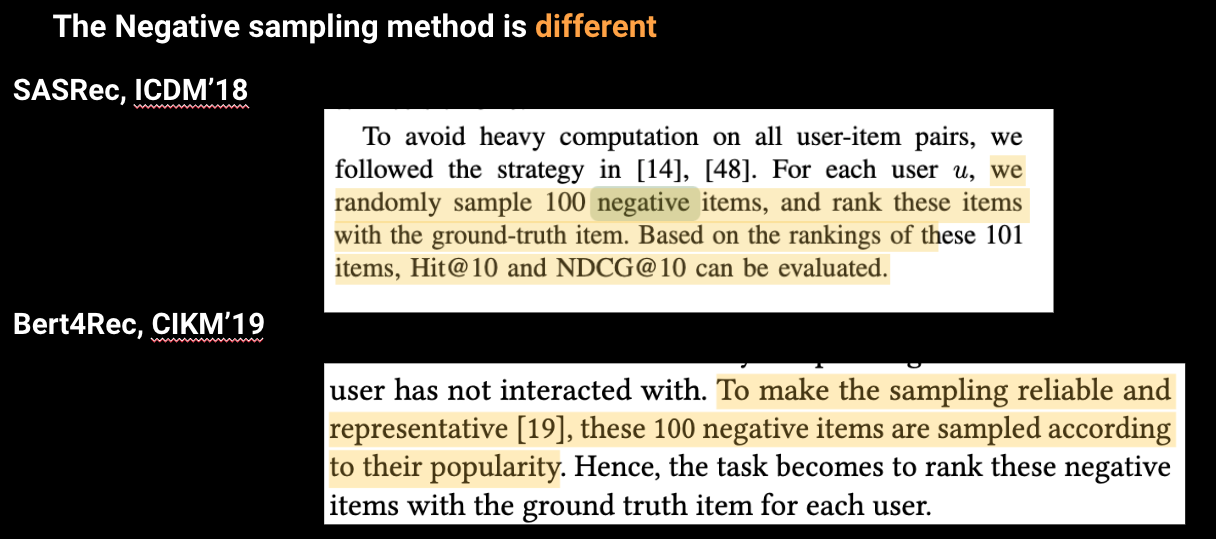 The Negative sampling method is different
SASRec, ICDM’18
To avoid heavy computation on all user-item pairs, we
followed the strategy in [14], [48]. For each user u, we
randomly sample 100 negative items, and rank these items
with the ground-truth item. Based on the rankings of these 101
items, Hit@10 and NDCG@10 can be evaluated.
Bert4Rec, CIKM’19
user has not interacted with. To make the sampling reliable and
representative [19], these 100 negative items are sampled according
to their popularity. Hence, the task becomes to rank these negative
items with the ground truth item for each user.